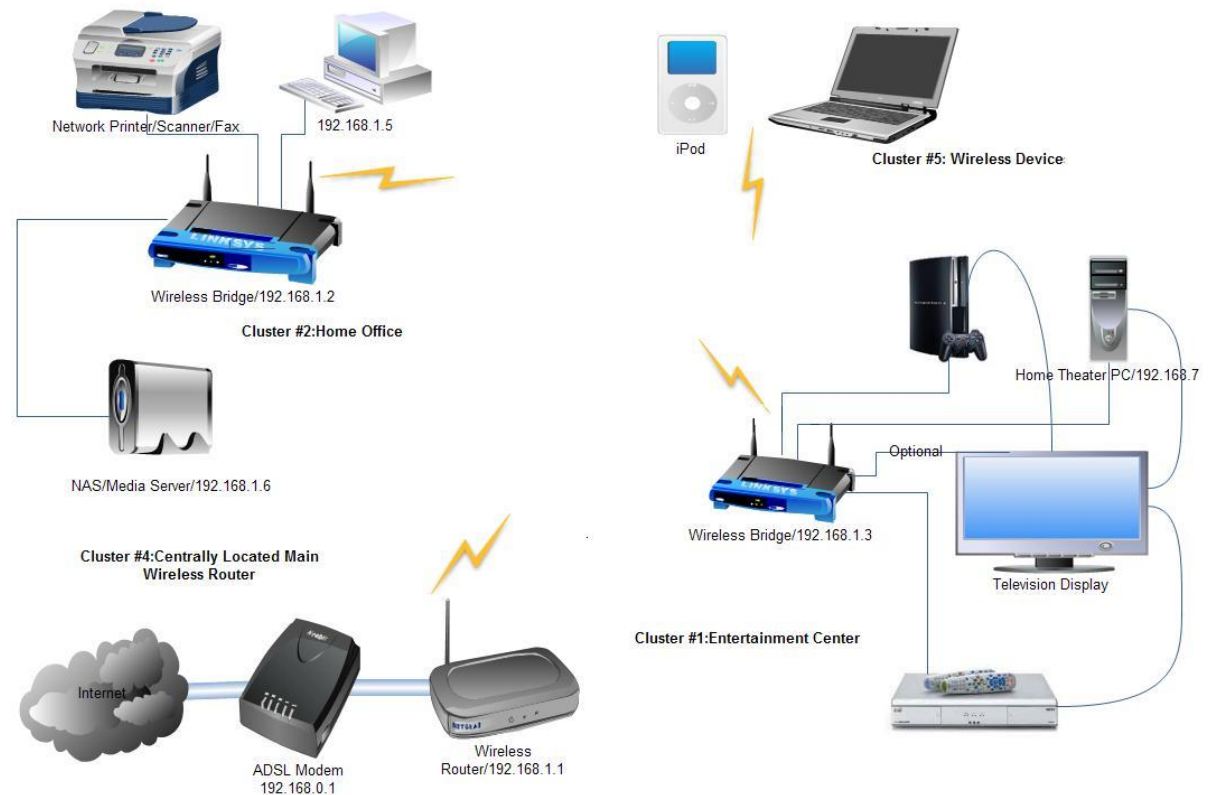 Network Printer/Scanner/Fax
192.168.1.5
iPod
Cluster #5: Wireless Device
LINKSYS
Wireless Bridge/192.168.1.2
Cluster #2:Home Office
Home Theater PC/192.168.7
NAS/Media Server/192.168.1.6
Optional
LINKSYS
Wireless Bridge/192.168.1.3
Television Display
Cluster #4:Centrally Located Main
Wireless Router
Cluster #1:Entertainment Center
Internet
NETGEAR
ADSL Modem
192.168.0.1
Wireless
Router/192.168.1.1